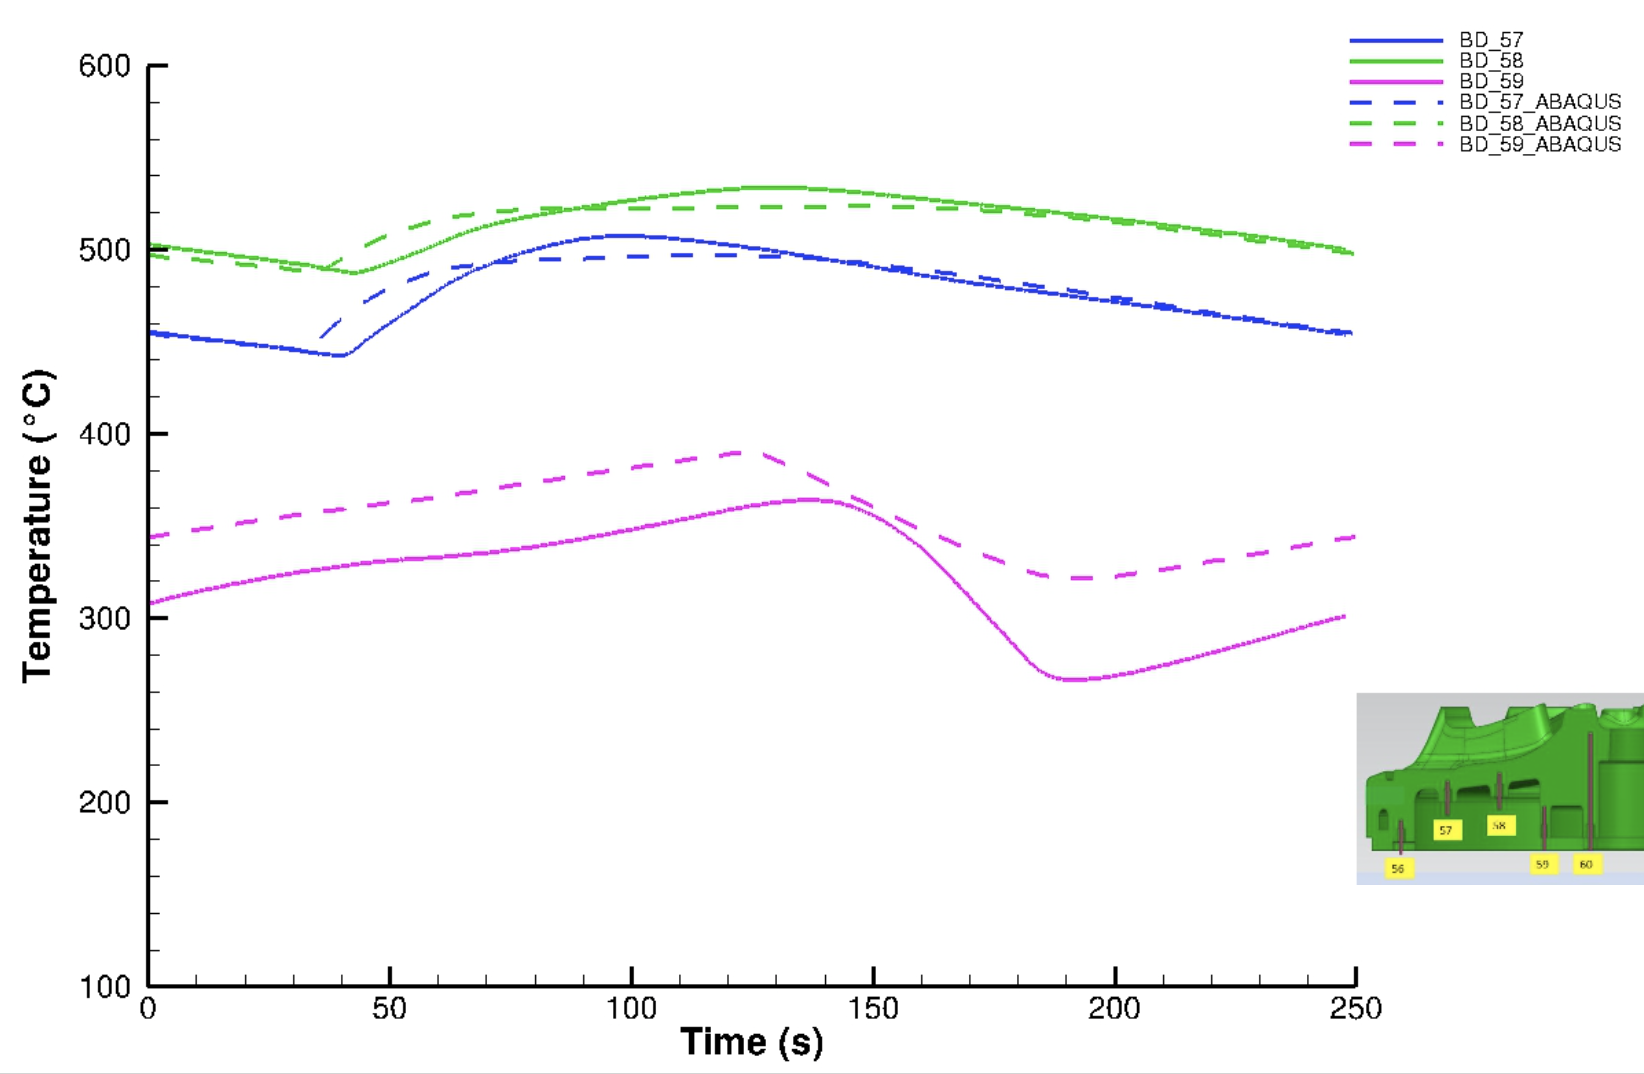 BD_57
BD_58
BD_59
BD_57_ABAQUS
BD_58_ABAQUS
BD_59_ABAQUS
600
500
400
300
200
100
Temperature (°C)
0 50 100 150 200 250
Time (s)
57 58
56 59 60